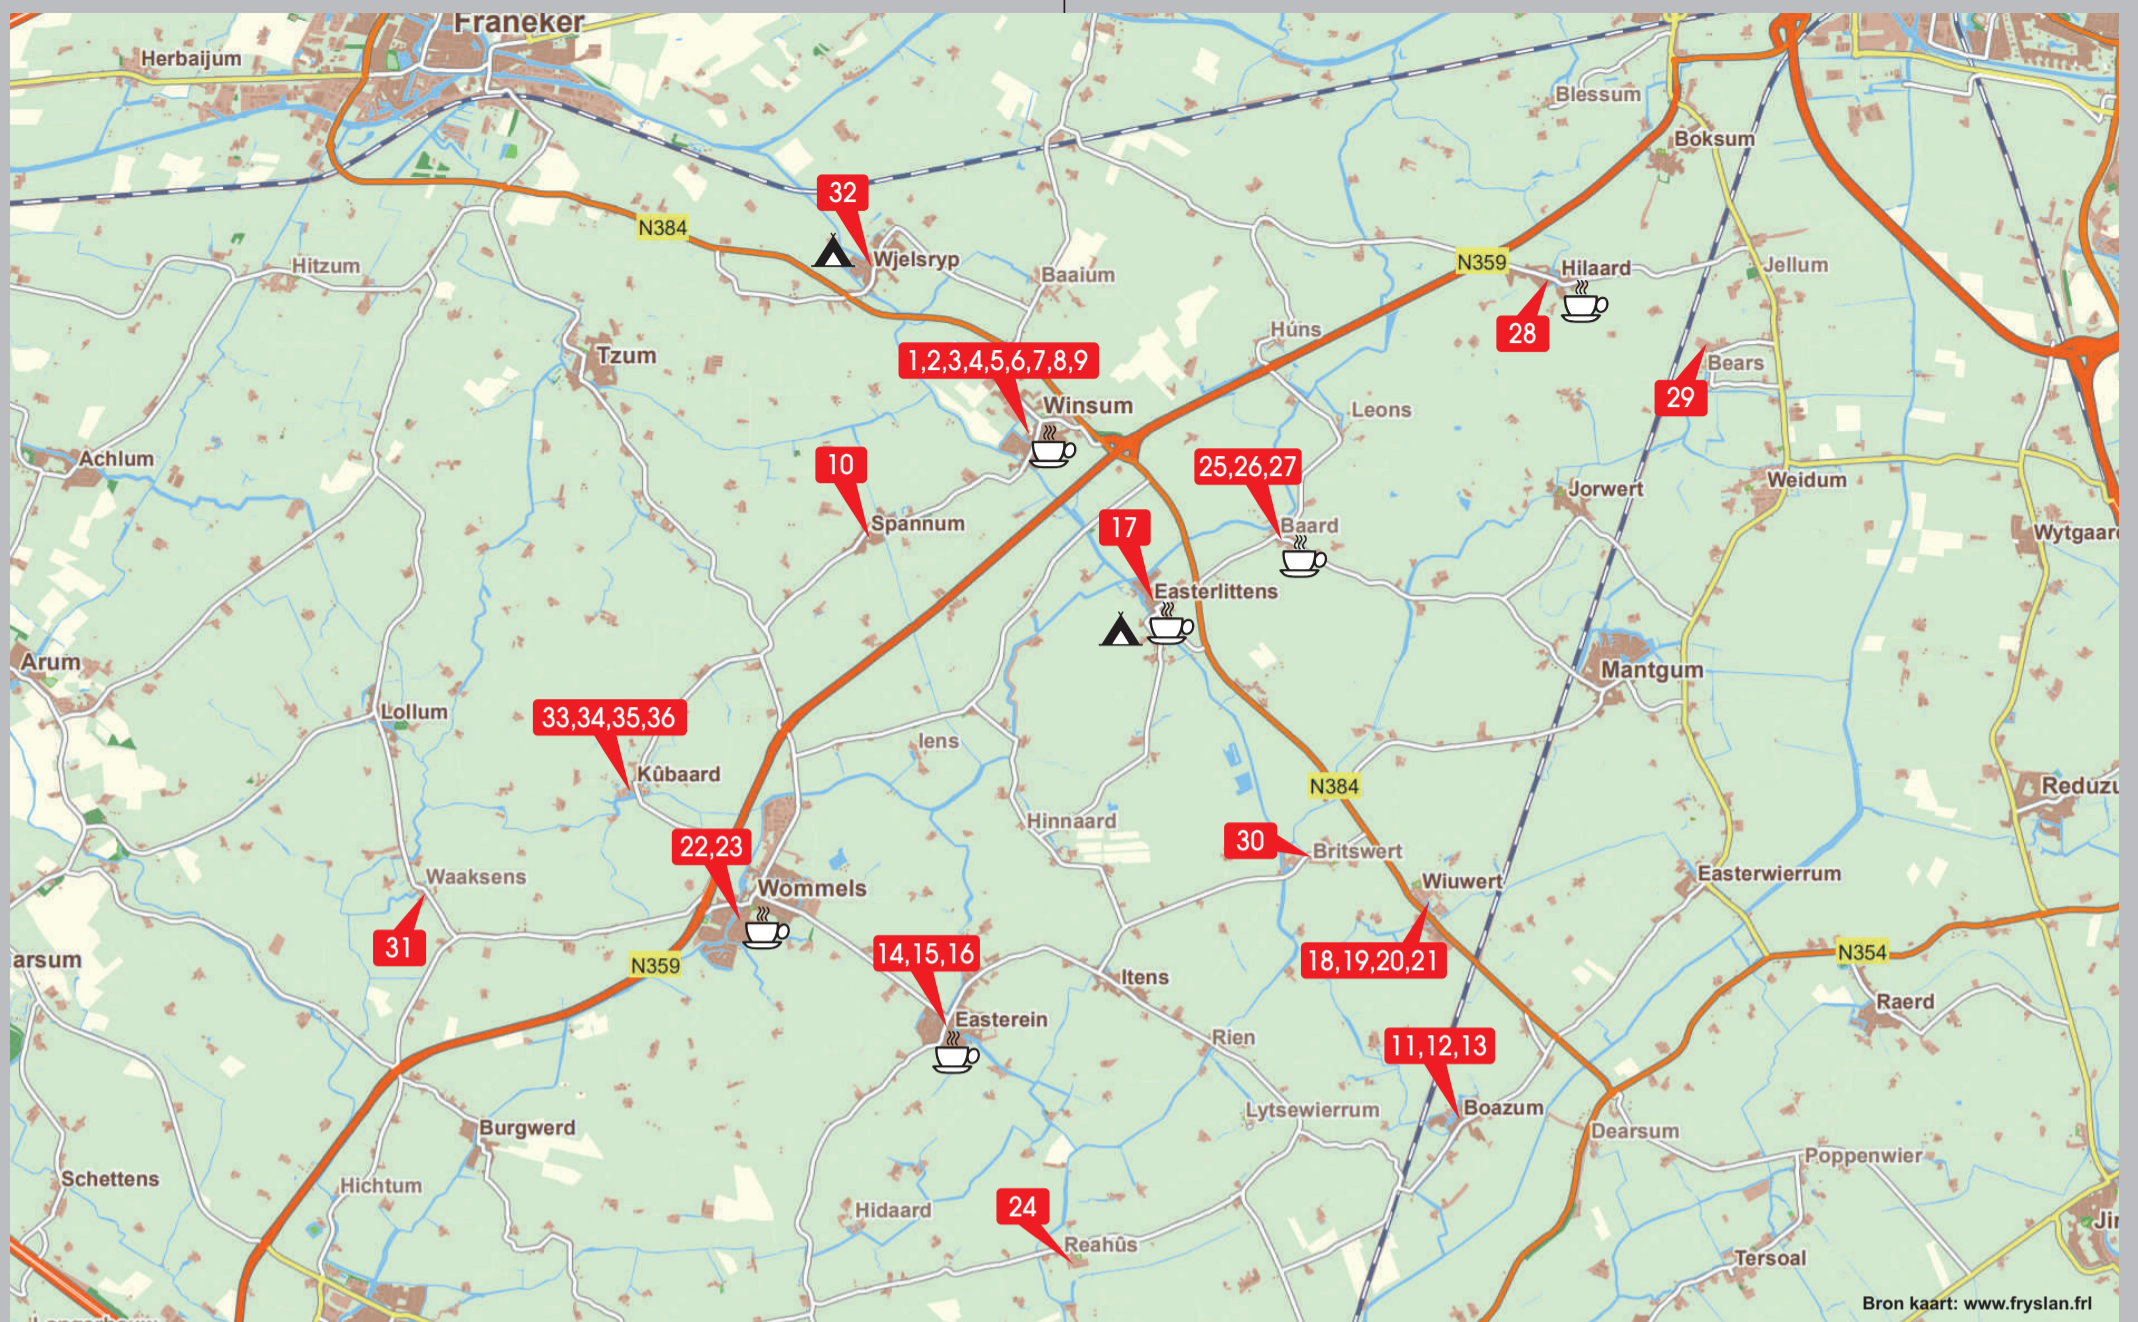 Franeker
Herbaijum
Blessum
Boksum
32
N384
Wjelsryp
Hitzum
Baaium
N359
Hilaard
Jellum
28
Húns
Tzum
1,2,3,4,5,6,7,8,9
Bears
29
Winsum
Leons
Achlum
10
25,26,27
Weidum
Jorwert
Spannum
17
Baard
Wytgaar
Easterlittens
Arum
Mantgum
Lollum
33,34,35,36
Iens
Kûbaard
N384
Reduzu
Hinnaard
30
Britswert
22,23
Waaksens
Wommels
Wiuwert
Easterwierrum
31
14,15,16
18,19,20,21
N354
arsum
N359
Itens
Raerd
Easterein
Rien
11,12,13
Burgwerd
Lytsewierrum
Boazum
Dearsum
Poppenwier
Schettens
Hichtum
24
Hidaard
Jir
Reahûs
Tersoal
Bron kaart: www.fryslan.frl